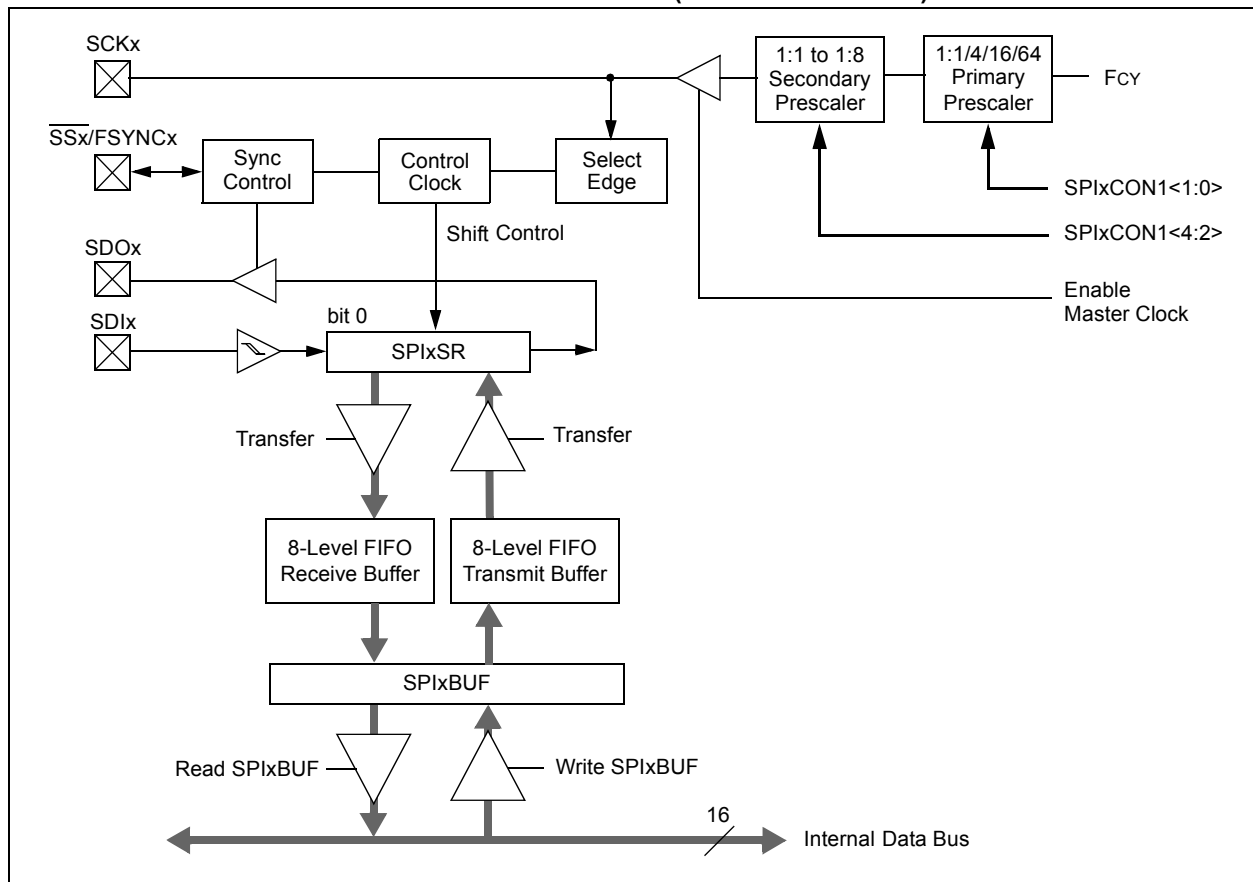 SCKx
1:1 to 1:8
Secondary
Prescaler
1:1/4/16/64
Primary
Prescaler
FCY
SSx/FSYNCx
Sync
Control
Control
Clock
Select
Edge
SPIxCON1<1:0>
Shift Control
SPIxCON1<4:2>
SDOx
Enable
Master Clock
bit 0
SDIx
SPIxSR
Transfer
Transfer
8-Level FIFO
Receive Buffer
8-Level FIFO
Transmit Buffer
SPIxBUF
Read SPIxBUF
Write SPIxBUF
16
Internal Data Bus